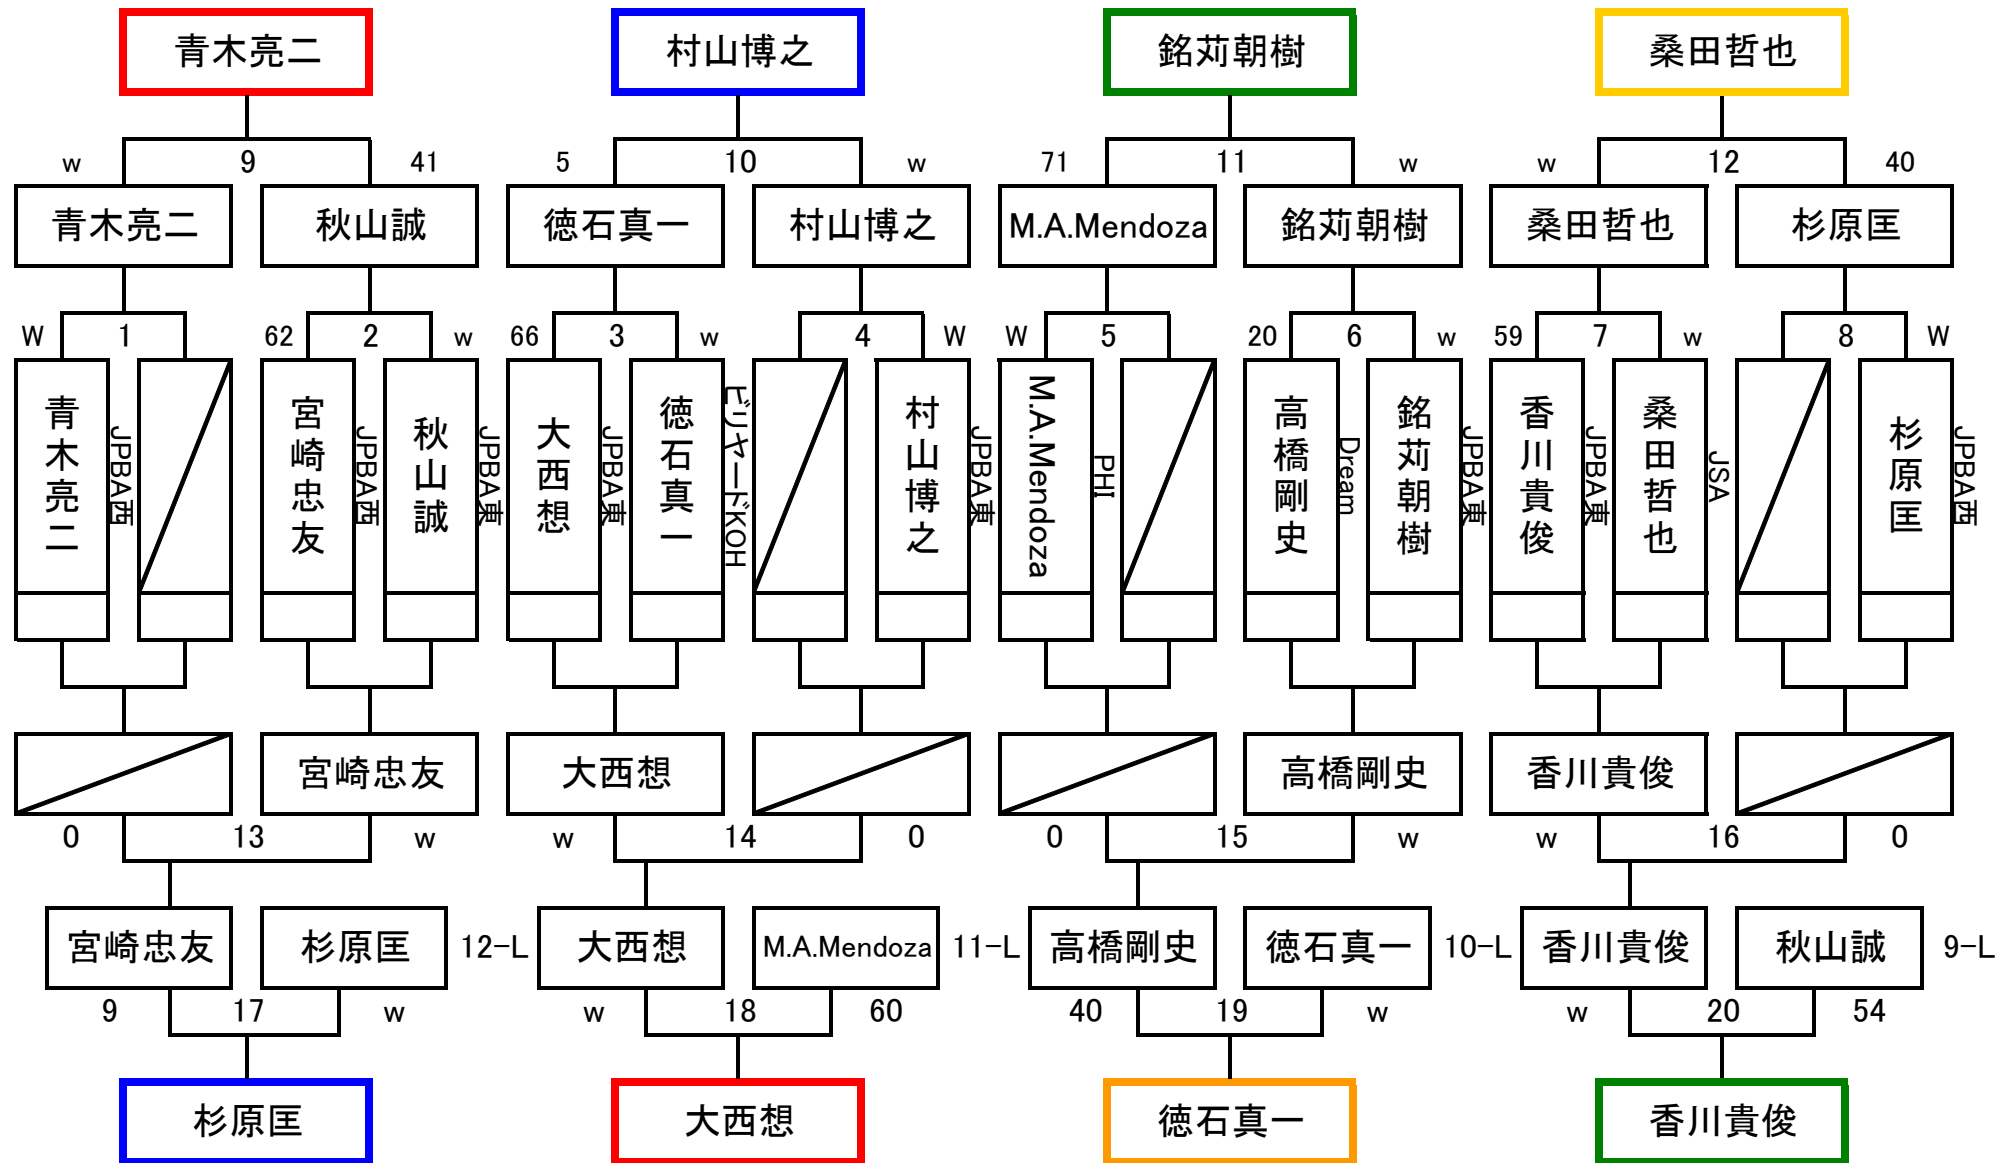 青木亮二 村山博之 銘苅朝樹 桑田哲也
w 9 41 5 10 w 71 11 w w 12 40
青木亮二 秋山誠 徳石真一 村山博之 M.A.Mendoza 銘苅朝樹 桑田哲也 杉原匡
W 1 62 2 w 66 3 w 4 W W 5 20 6 w 59 7 w 8 W
青木亮二
JPBA西
宮崎忠友
JPBA西
秋山誠
JPBA東
大西想
JPBA東
徳石真一
ビリヤードKOH
村山博之
JPBA東
M.A.Mendoza
PHI
高橋剛史
Dream
銘苅朝樹
JPBA東
香川貴俊
JPBA東
桑田哲也
JSA
杉原匡
JPBA西
宮崎忠友 大西想 高橋剛史 香川貴俊
0 13 w w 14 0 0 15 w w 16 0
宮崎忠友 杉原匡 12-L 大西想 M.A.Mendoza 11-L 高橋剛史 徳石真一 10-L 香川貴俊 秋山誠 9-L
9 17 w w 18 60 40 19 w w 20 54
杉原匡 大西想 徳石真一 香川貴俊